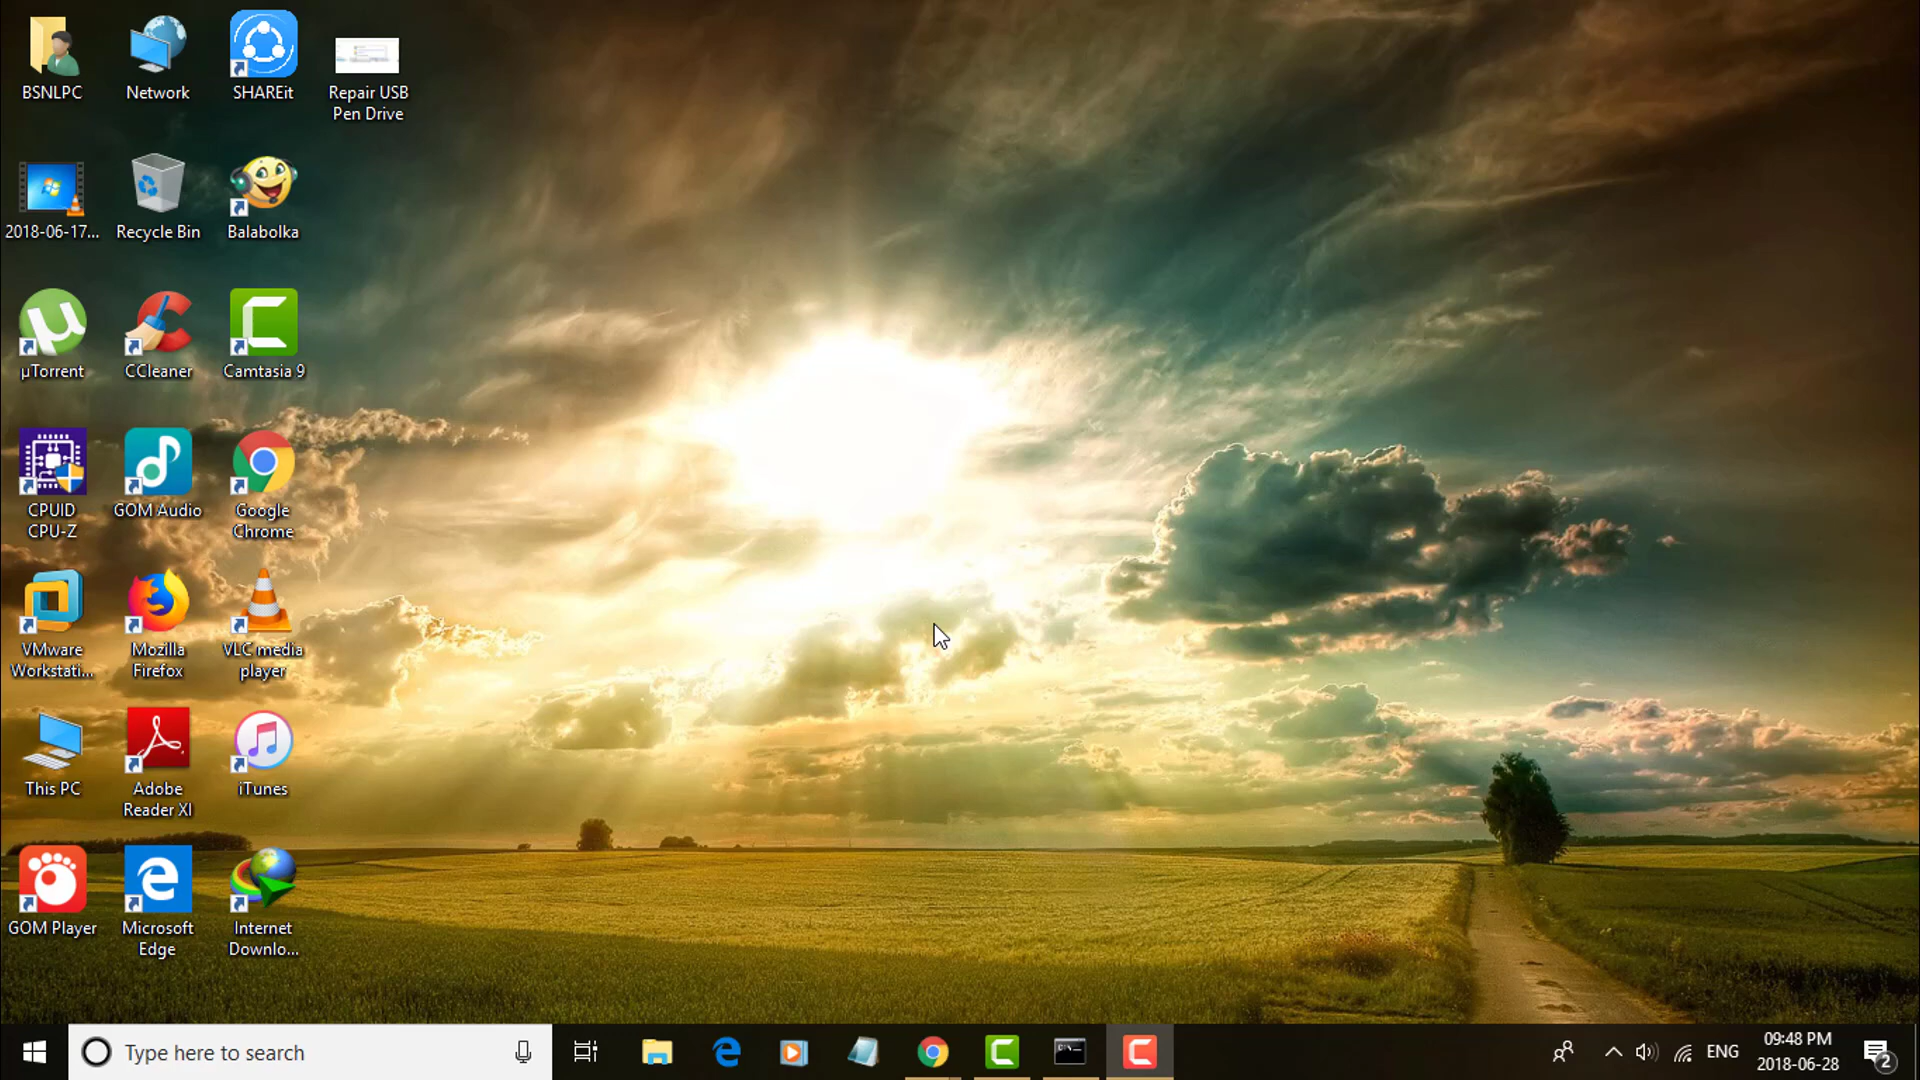 BSNLPC
Network
SHAREit
Repair USB
Pen Drive
2018-06-17...
Recycle Bin
Balabolka
µTorrent
CCleaner
Camtasia 9
CPUID
CPU-Z
GOM Audio
Google
Chrome
VMware
Workstati...
Mozilla
Firefox
VLC media
player
This PC
Adobe
Reader XI
iTunes
GOM Player
Microsoft
Edge
Internet
Downlo...
Type here to search
ENG
09:48 PM
2018-06-28
2